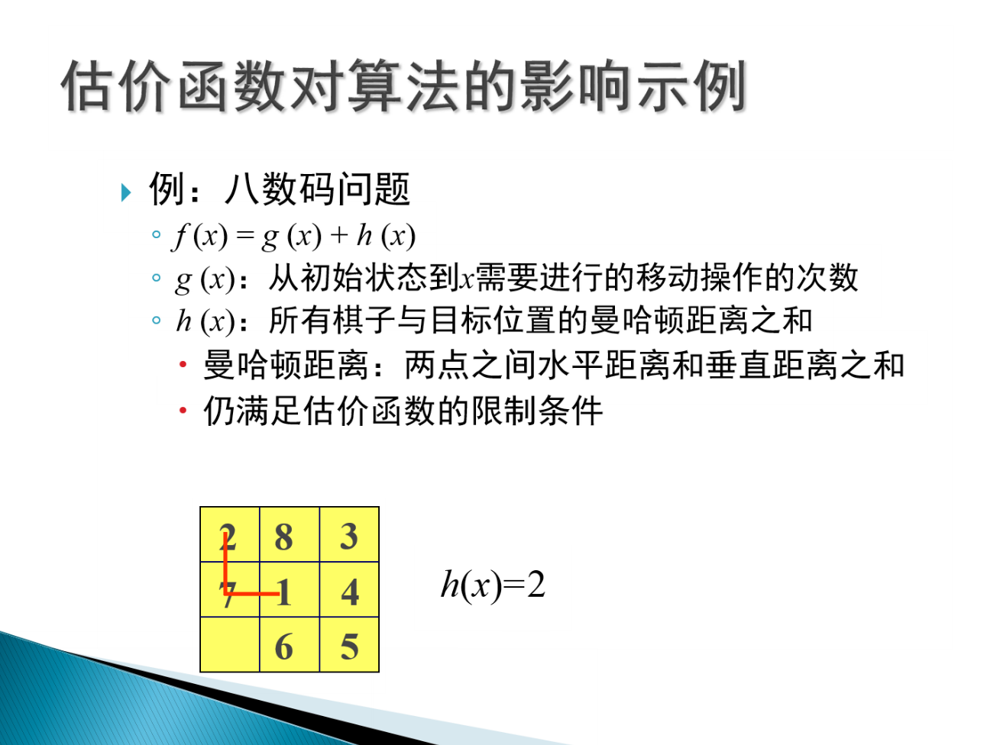 估价函数对算法的影响示例
例：八数码问题
f (x) = g (x) + h (x)
g (x)：从初始状态到x需要进行的移动操作的次数
h (x)：所有棋子与目标位置的曼哈顿距离之和
曼哈顿距离：两点之间水平距离和垂直距离之和
仍满足估价函数的限制条件
2 8 3
7 1 4
6 5
h(x)=2